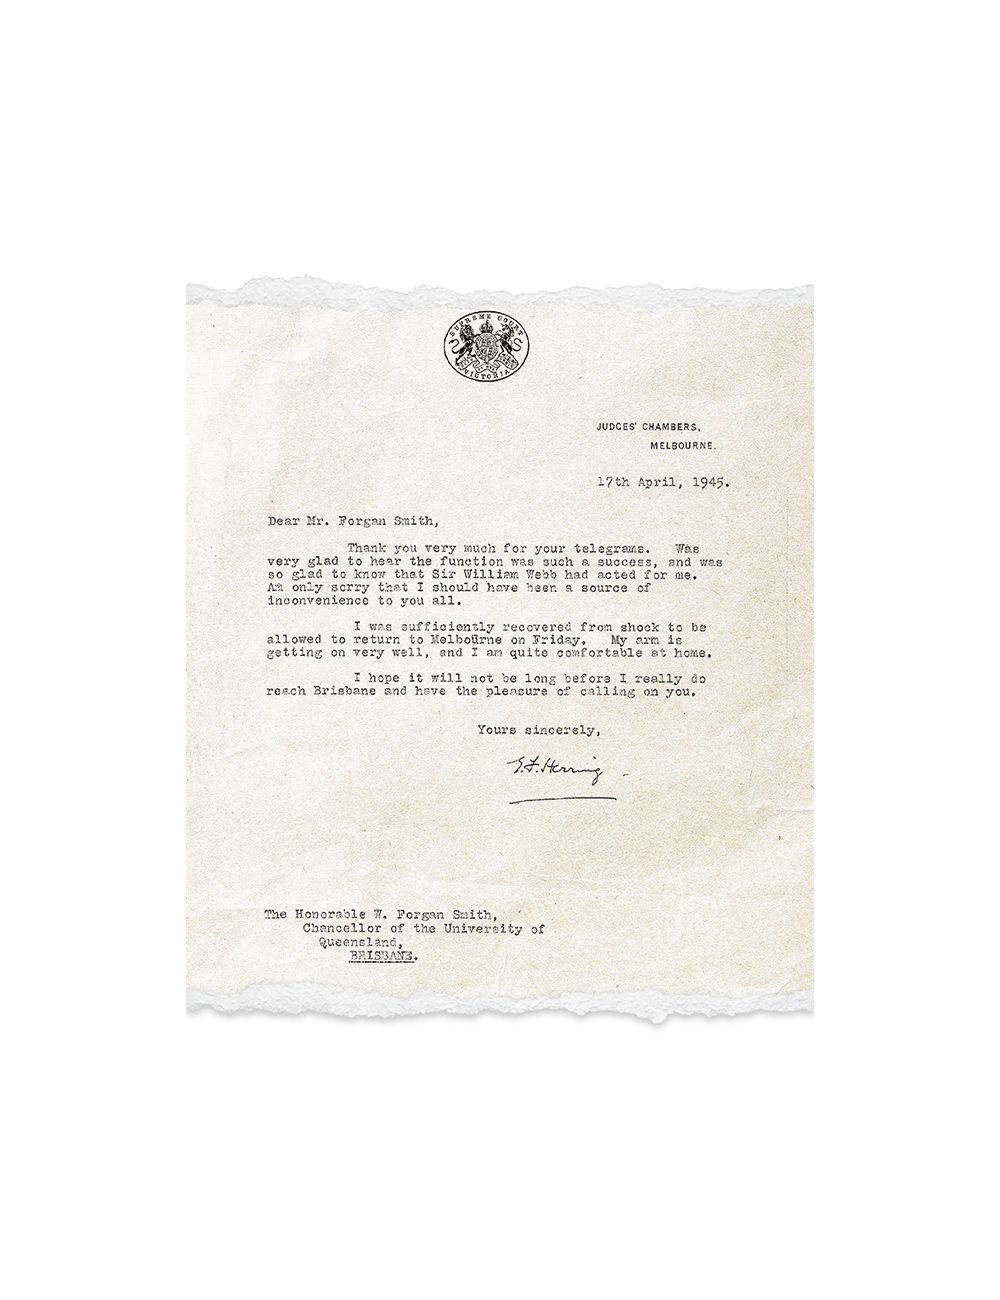 SUPREME COURT
VICTORIA
JUDGES' CHAMBERS,
MELBOURNE.
17th April, 1945.
Dear Mr. Forgan Smith,
Thank you very much for your telegrams. Was
very glad to hear the function was such a success, and was
so glad to know that Sir William Webb had acted for me.
Am only sorry that I should have been a source of
inconvenience to you all.
I was sufficiently recovered from shock to be
allowed to return to Melbourne on Friday. My arm is
getting on very well, and I am quite comfortable at home.
I hope it will not be long before I really do
reach Brisbane and have the pleasure of calling on you.
Yours sincerely,
E.F. Herring
The Honorable W. Forgan Smith,
Chancellor of the University of
Queensland,
BRISBANE.